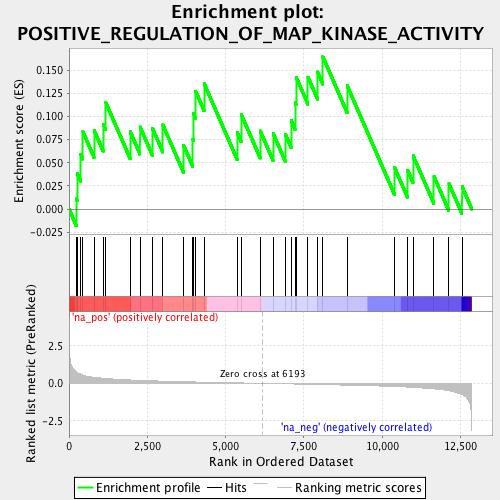 Enrichment plot:
POSITIVE_REGULATION_OF_MAP_KINASE_ACTIVITY
Enrichment score (ES)
0.150
0.125
0.100
0.075
0.050
0.025
0.000
-0.025
'na_pos' (positively correlated)
Ranked list metric (PreRanked)
2.5
0.0
-2.5
Zero cross at 6193
'na_neg' (negatively correlated)
0
2,500
5,000
7,500
10,000
12,500
Rank in Ordered Dataset
Enrichment profile
Hits
Ranking metric scores